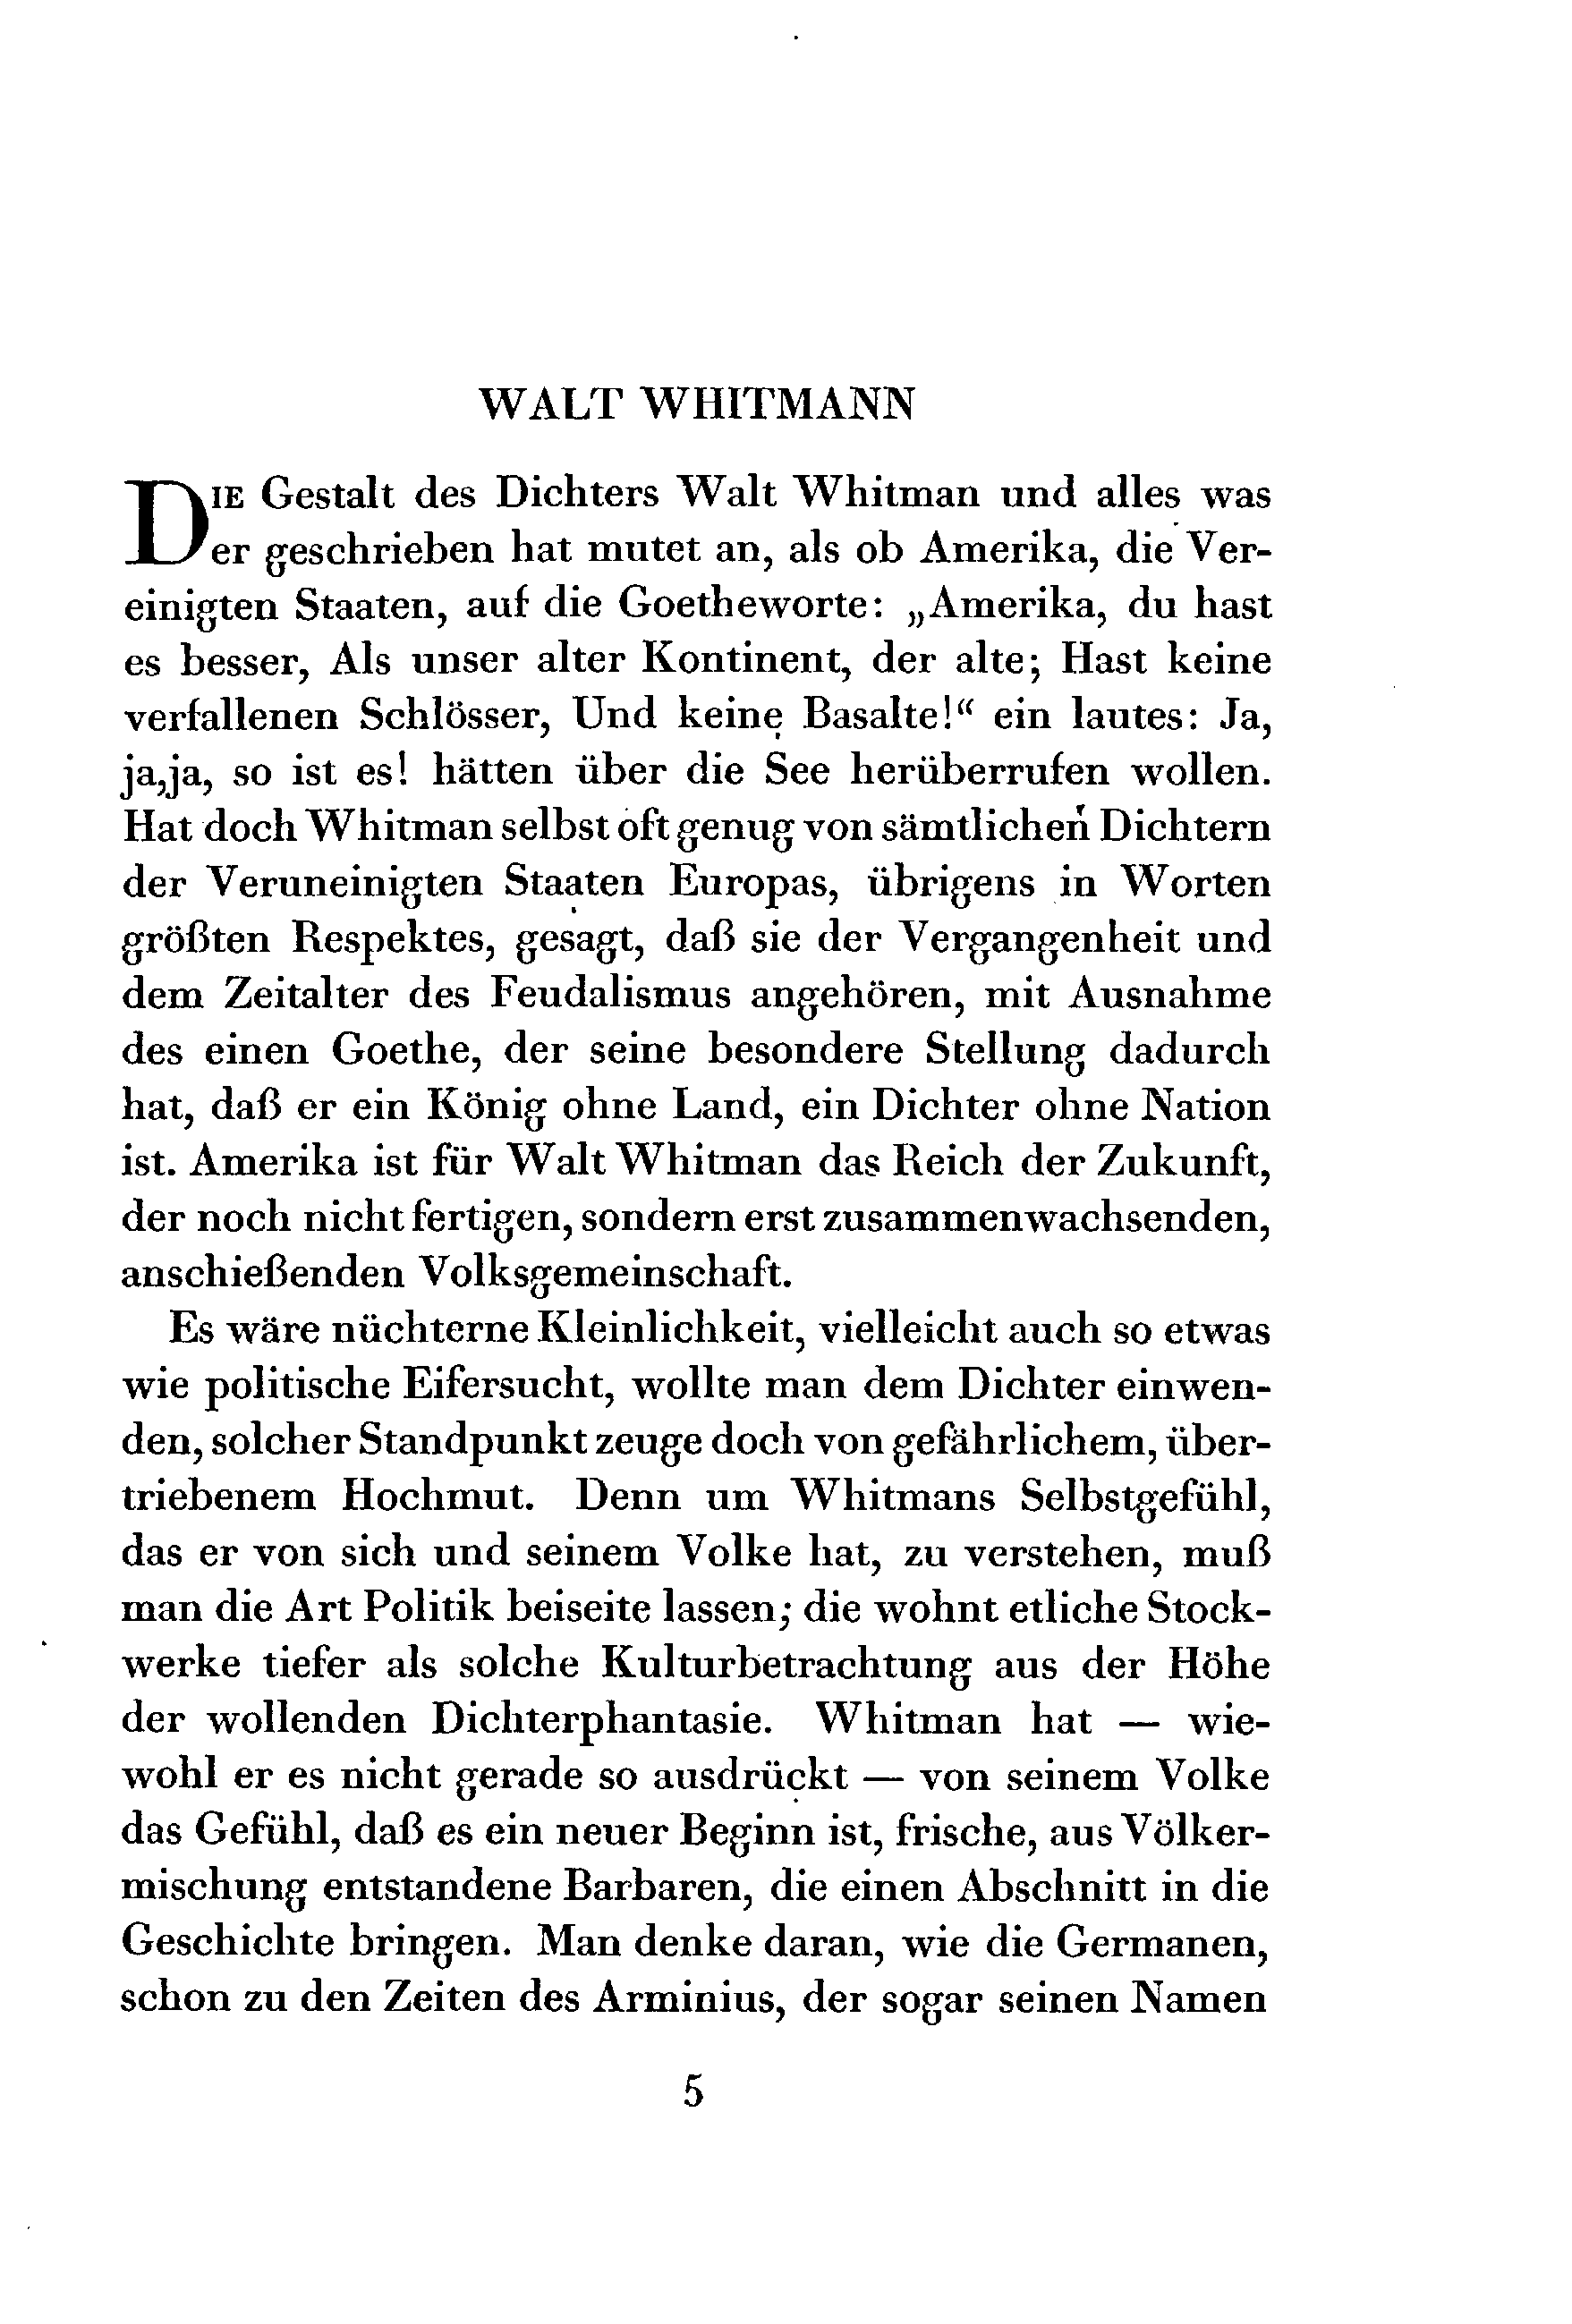 WALT WHITMANN
DIE Gestalt des Dichters Walt Whitman und alles was
er geschrieben hat mutet an, als ob Amerika, die Ver-
einigten Staaten, auf die Goetheworte: „Amerika, du hast
es besser, Als unser alter Kontinent, der alte; Hast keine
verfallenen Schlösser, Und keine Basalte!“ ein lautes: Ja,
ja,ja, so ist es! hätten über die See herüberrufen wollen.
Hat doch Whitman selbst oft genug von sämtlichen Dichtern
der Veruneinigten Staaten Europas, übrigens in Worten
größten Respektes, gesagt, daß sie der Vergangenheit und
dem Zeitalter des Feudalismus angehören, mit Ausnahme
des einen Goethe, der seine besondere Stellung dadurch
hat, daß er ein König ohne Land, ein Dichter ohne Nation
ist. Amerika ist für Walt Whitman das Reich der Zukunft,
der noch nicht fertigen, sondern erst zusammenwachsenden,
anschießenden Volksgemeinschaft.
Es wäre nüchterne Kleinlichkeit, vielleicht auch so etwas
wie politische Eifersucht, wollte man dem Dichter einwen-
den, solcher Standpunkt zeuge doch von gefährlichem, über-
triebenem Hochmut. Denn um Whitmans Selbstgefühl,
das er von sich und seinem Volke hat, zu verstehen, muß
man die Art Politik beiseite lassen; die wohnt etliche Stock-
werke tiefer als solche Kulturbetrachtung aus der Höhe
der wollenden Dichterphantasie. Whitman hat — wie-
wohl er es nicht gerade so ausdrückt — von seinem Volke
das Gefühl, daß es ein neuer Beginn ist, frische, aus Völker-
mischung entstandene Barbaren, die einen Abschnitt in die
Geschichte bringen. Man denke daran, wie die Germanen,
schon zu den Zeiten des Arminius, der sogar seinen Namen
5